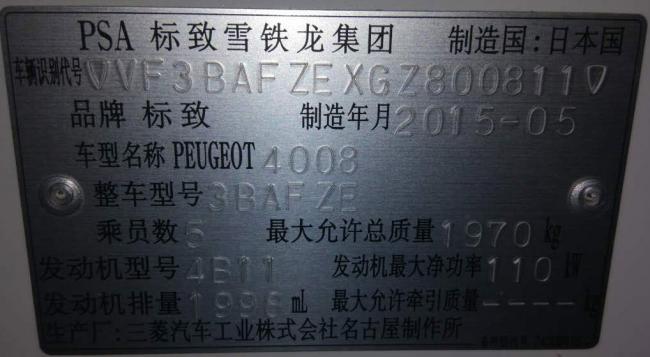 PSA 标致雪铁龙集团 制造国:日本国
车辆识别代号 ▽VF3BAFZEXGZ800811▽
品牌 标致 制造年月 2015-05
车型名称 PEUGEOT 4008
整车型号 3BAFZE
乘员数 5 最大允许总质量 1970 kg
发动机型号 4B11 发动机最大净功率 110 kW
发动机排量 1998 mL 最大允许牵引质量 ---- kg
生产厂:三菱汽车工业株式会社名古屋制作所